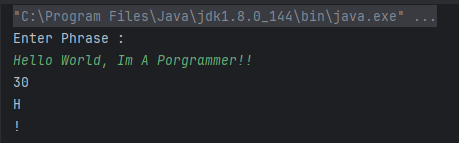 "C:\Program Files\Java\jdk1.8.0_144\bin\java.exe" ...
Enter Phrase :
Hello World, Im A Porgrammer!!
30
H
!